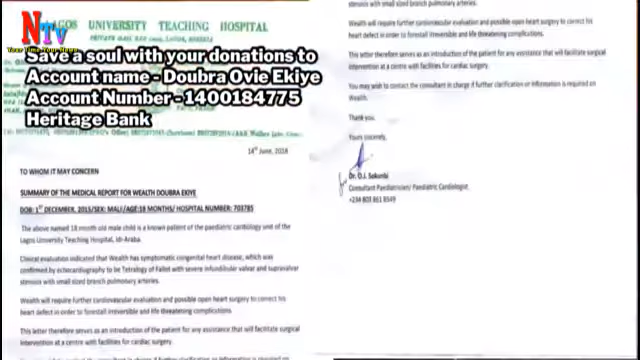 NTV
Your Time, Your News
LAGOS UNIVERSITY TEACHING HOSPITAL
Save a soul with your donations to
Account name - Doubra Ovie Ekiye
Account Number - 1400184775
Heritage Bank
14th June, 2018
TO WHOM IT MAY CONCERN
SUMMARY OF THE MEDICAL REPORT FOR WEALTH DOUBRA EKIYE
DOB: 1ST DECEMBER, 2015/SEX: MALE/AGE:18 MONTHS/ HOSPITAL NUMBER: 703785
The above named 18 month old male child is a known patient of the paediatric cardiology unit of the
Lagos University Teaching Hospital, Idi-Araba.
Clinical evaluation indicated that Wealth has symptomatic congenital heart disease, which was
confirmed by echocardiography to be Tetralogy of Fallot with severe infundibular valvar and supravalvar
stenosis with small sized branch pulmonary arteries.
Wealth will require further cardiovascular evaluation and possible open heart surgery to correct his
heart defect in order to forestall irreversible and life threatening complications.
This letter therefore serves as an introduction of the patient for any assistance that will facilitate surgical
intervention at a centre with facilities for cardiac surgery.
stenosis with small sized branch pulmonary arteries.
Wealth will require further cardiovascular evaluation and possible open heart surgery to correct his
heart defect in order to forestall irreversible and life threatening complications.
This letter therefore serves as an introduction of the patient for any assistance that will facilitate surgical
intervention at a centre with facilities for cardiac surgery.
You may wish to contact the consultant in charge if further clarification or information is required on
Wealth.
Thank you.
Yours sincerely,
Dr. O.J. Sokunbi
Consultant Paediatrician/ Paediatric Cardiologist.
+234 803 861 8549